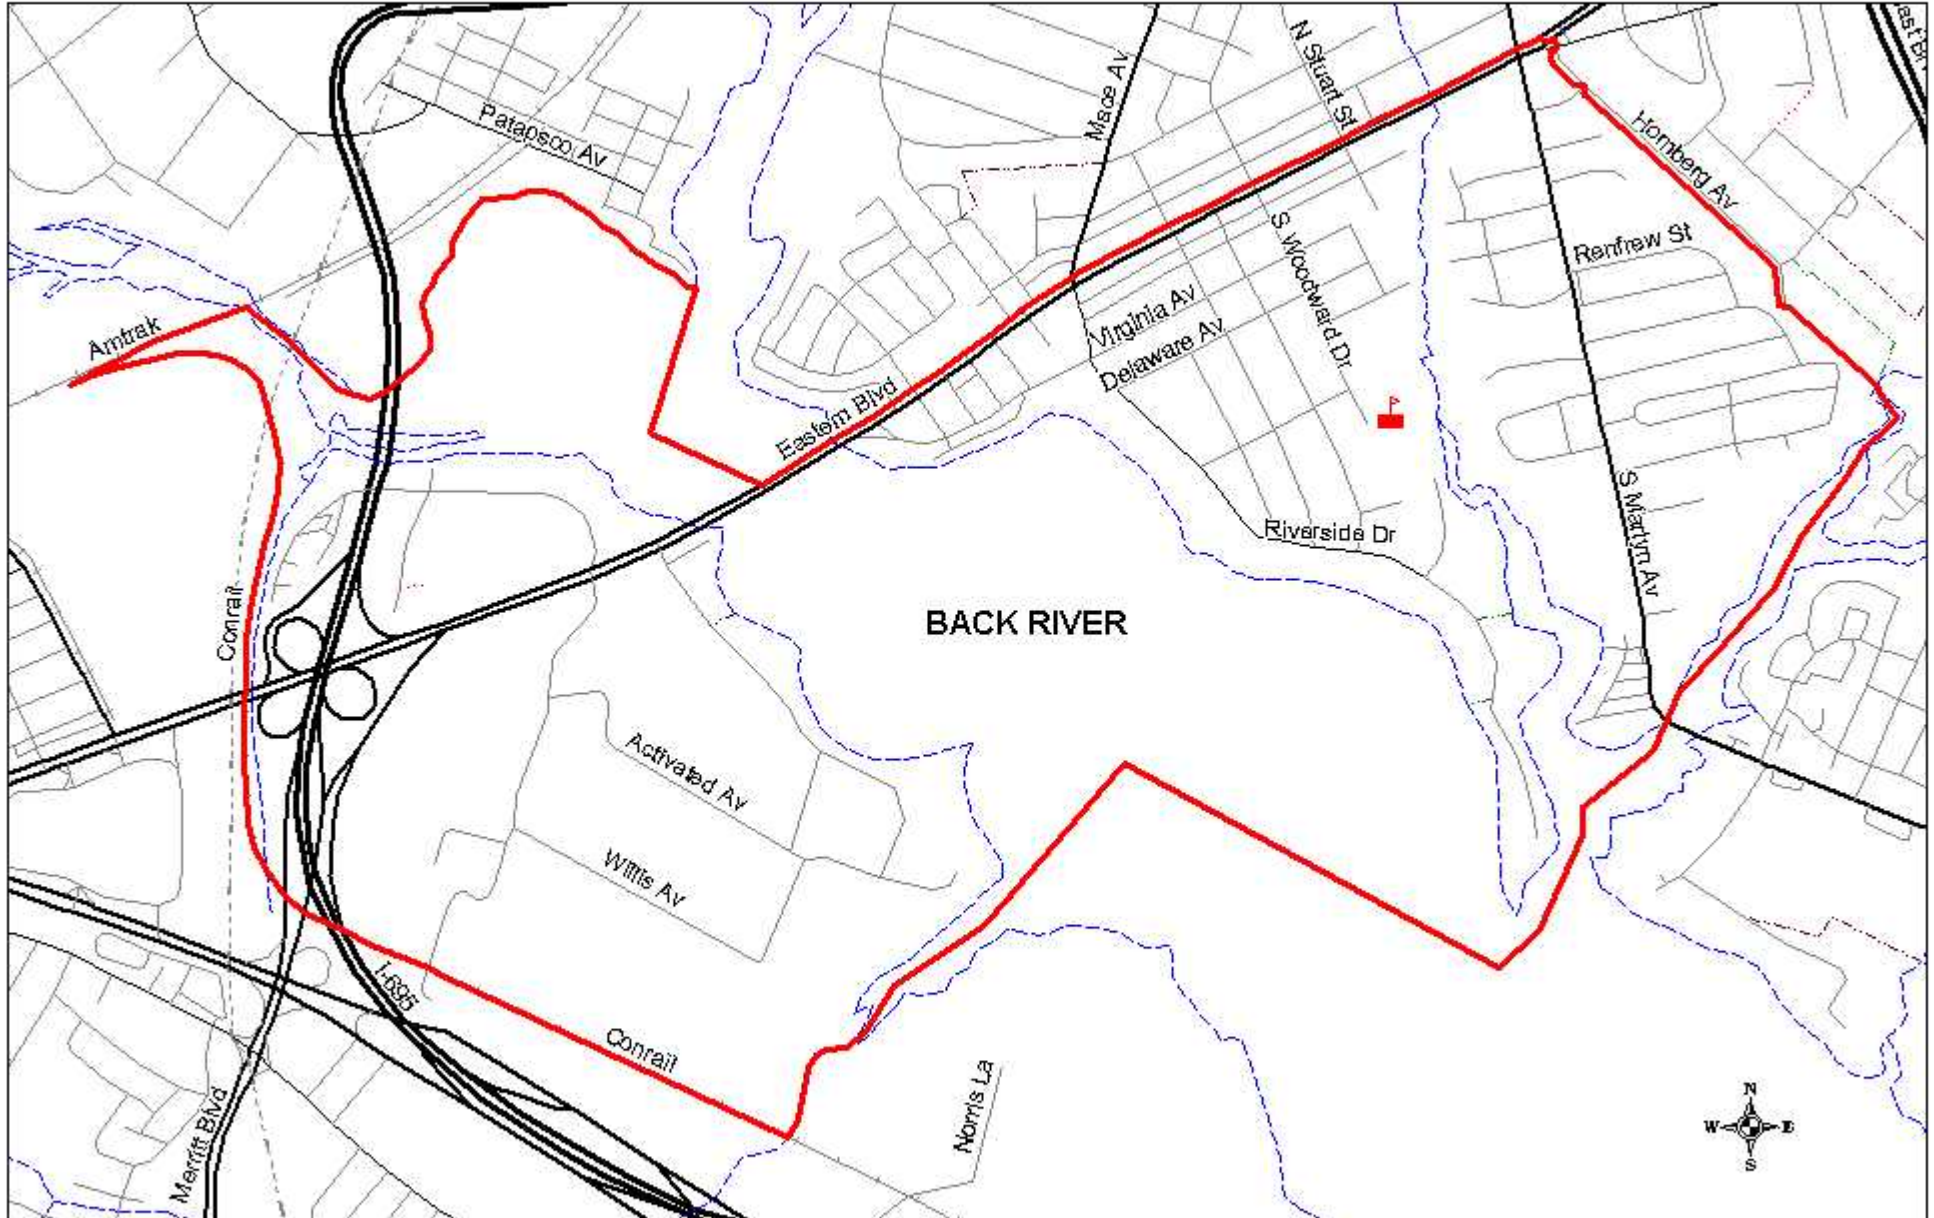 N Stuart St
Mace Av
Patapsco Av
Homberg Av
Renfrew St
S Woodward Dr
Amtrak
Virginia Av
Delaware Av
Eastern Blvd
S Martyn Av
Riverside Dr
Conrail
BACK RIVER
Activated Av
Willis Av
I-695
Conrail
Norris La
Merritt Blvd
N
W
E
S